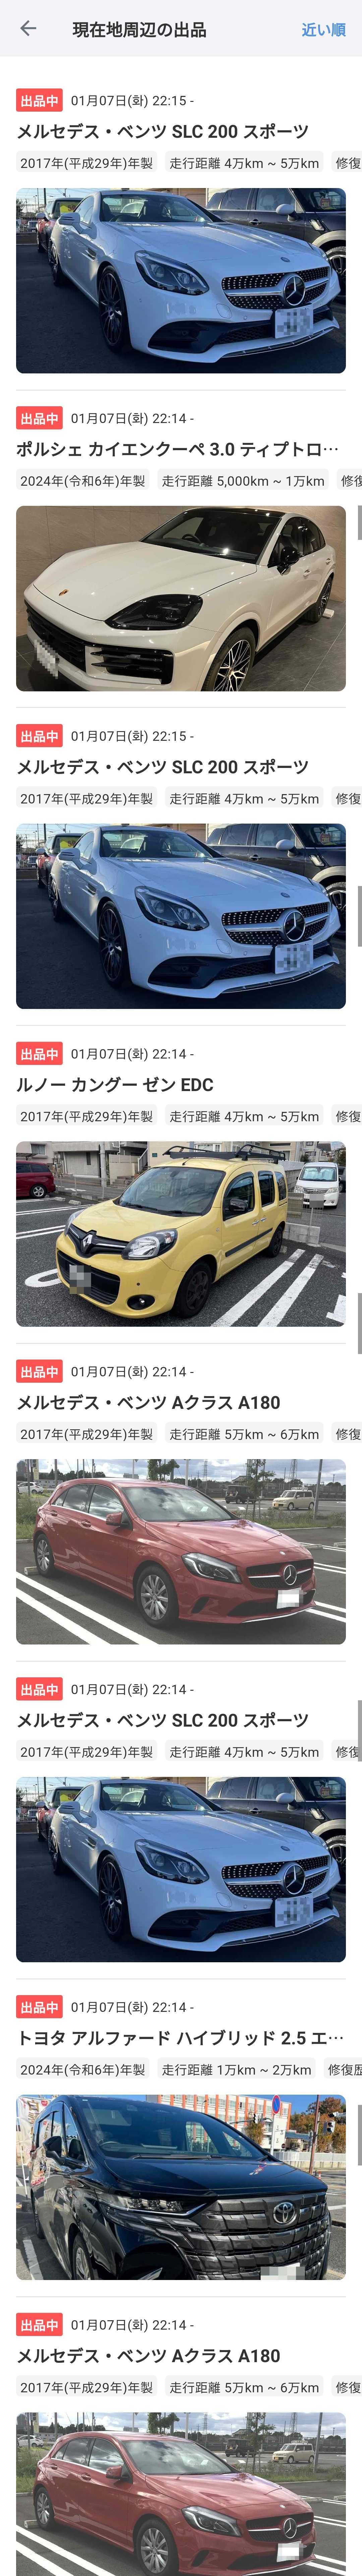 現在地周辺の出品
近い順
出品中 01月07日(화) 22:15 -
メルセデス・ベンツ SLC 200 スポーツ
2017年(平成29年)年製 走行距離 4万km ~ 5万km 修復
出品中 01月07日(화) 22:14 -
ポルシェ カイエンクーペ 3.0 ティプトロ…
2024年(令和6年)年製 走行距離 5,000km ~ 1万km 修復
出品中 01月07日(화) 22:15 -
メルセデス・ベンツ SLC 200 スポーツ
2017年(平成29年)年製 走行距離 4万km ~ 5万km 修復
出品中 01月07日(화) 22:14 -
ルノー カングー ゼン EDC
2017年(平成29年)年製 走行距離 4万km ~ 5万km 修復
出品中 01月07日(화) 22:14 -
メルセデス・ベンツ Aクラス A180
2017年(平成29年)年製 走行距離 5万km ~ 6万km 修復
出品中 01月07日(화) 22:14 -
メルセデス・ベンツ SLC 200 スポーツ
2017年(平成29年)年製 走行距離 4万km ~ 5万km 修復
出品中 01月07日(화) 22:14 -
トヨタ アルファード ハイブリッド 2.5 エ…
2024年(令和6年)年製 走行距離 1万km ~ 2万km 修復歴
出品中 01月07日(화) 22:14 -
メルセデス・ベンツ Aクラス A180
2017年(平成29年)年製 走行距離 5万km ~ 6万km 修復